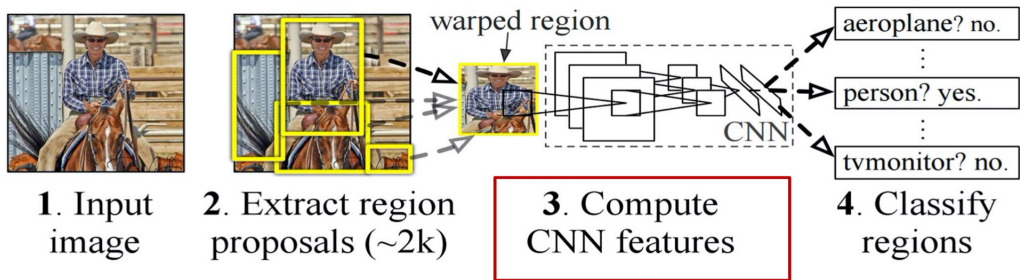 warped region
aeroplane? no.
person? yes.
tvmonitor? no.
CNN
1. Input
image
2. Extract region
proposals (~2k)
3. Compute
CNN features
4. Classify
regions